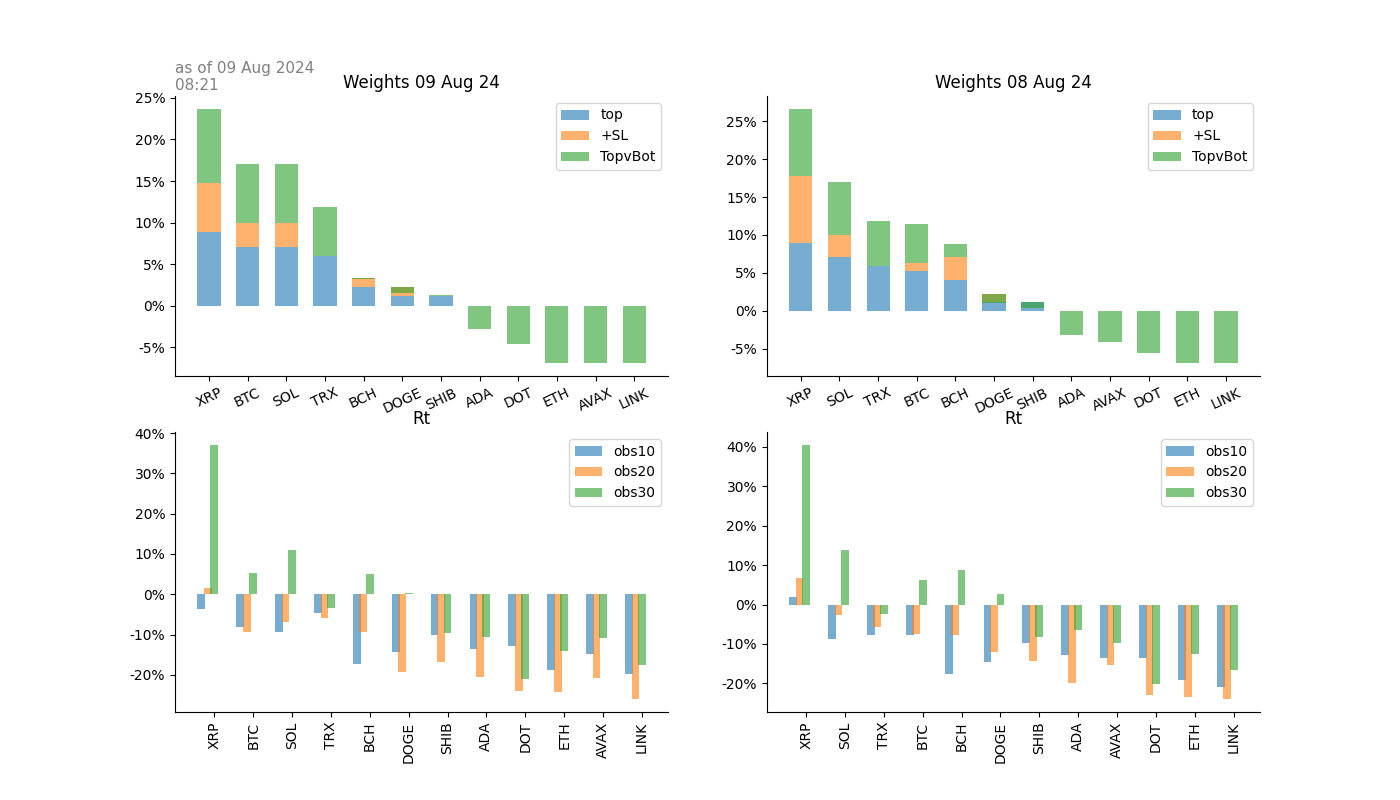 as of 09 Aug 2024
08:21
Weights 09 Aug 24
25%
20%
15%
10%
5%
0%
-5%
top
+SL
TopvBot
XRP BTC SOL TRX BCH DOGE SHIB ADA DOT ETH AVAX LINK
Weights 08 Aug 24
25%
20%
15%
10%
5%
0%
-5%
top
+SL
TopvBot
XRP SOL TRX BTC BCH DOGE SHIB ADA AVAX DOT ETH LINK
Rt
40%
30%
20%
10%
0%
-10%
-20%
obs10
obs20
obs30
XRP BTC SOL TRX BCH DOGE SHIB ADA DOT ETH AVAX LINK
Rt
40%
30%
20%
10%
0%
-10%
-20%
obs10
obs20
obs30
XRP SOL TRX BTC BCH DOGE SHIB ADA AVAX DOT ETH LINK